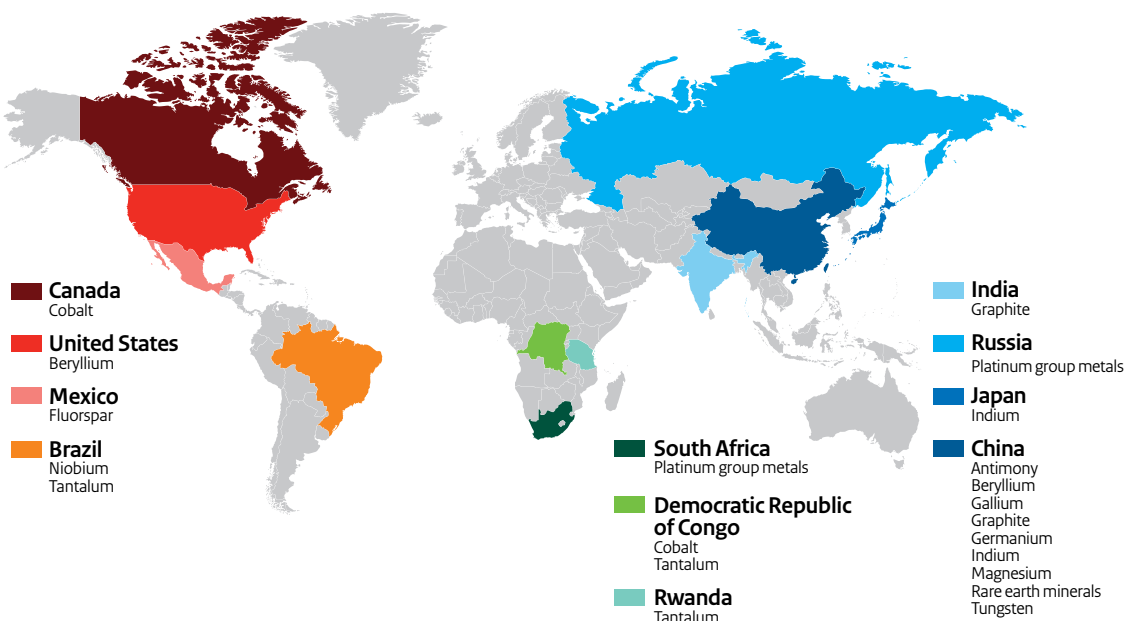 Canada
Cobalt
United States
Beryllium
Mexico
Fluorspar
Brazil
Niobium
Tantalum
South Africa
Platinum group metals
Democratic Republic
of Congo
Cobalt
Tantalum
Rwanda
Tantalum
India
Graphite
Russia
Platinum group metals
Japan
Indium
China
Antimony
Beryllium
Gallium
Graphite
Germanium
Indium
Magnesium
Rare earth minerals
Tungsten